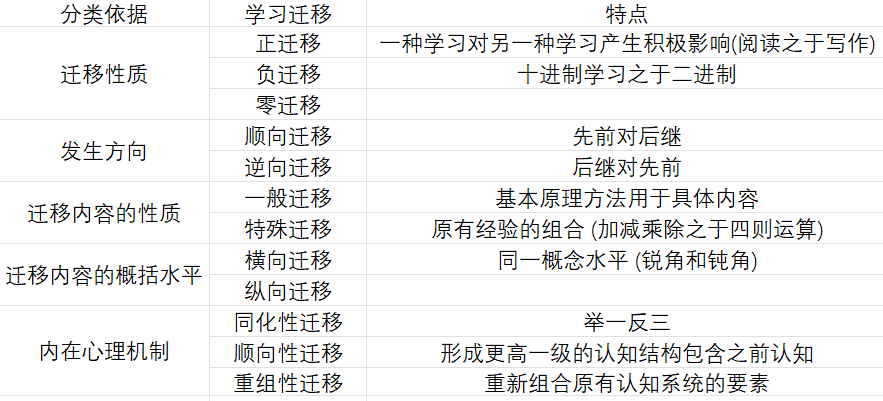 分类依据 学习迁移 特点
迁移性质 正迁移 一种学习对另一种学习产生积极影响(阅读之于写作)
负迁移 十进制学习之于二进制
零迁移
发生方向 顺向迁移 先前对后继
逆向迁移 后继对先前
迁移内容的性质 一般迁移 基本原理方法用于具体内容
特殊迁移 原有经验的组合 (加减乘除之于四则运算)
迁移内容的概括水平 横向迁移 同一概念水平 (锐角和钝角)
纵向迁移
内在心理机制 同化性迁移 举一反三
顺向性迁移 形成更高一级的认知结构包含之前认知
重组性迁移 重新组合原有认知系统的要素